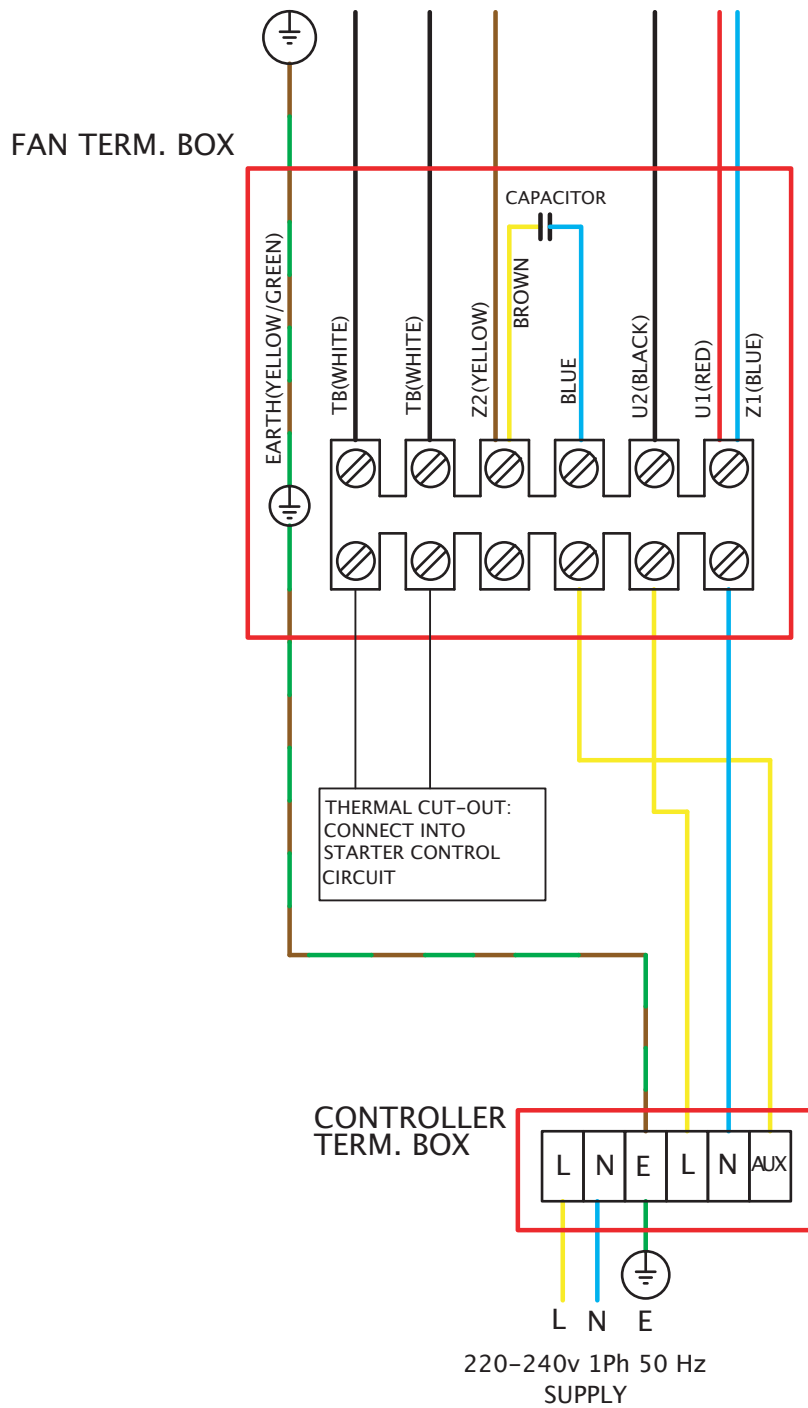 FAN TERM. BOX
CAPACITOR
EARTH(YELLOW/GREEN)
TB(WHITE)
TB(WHITE)
Z2(YELLOW)
BROWN
BLUE
U2(BLACK)
U1(RED)
Z1(BLUE)
THERMAL CUT-OUT:
CONNECT INTO
STARTER CONTROL
CIRCUIT
CONTROLLER
TERM. BOX
L N E L N AUX
L N E
220-240v 1Ph 50 Hz
SUPPLY